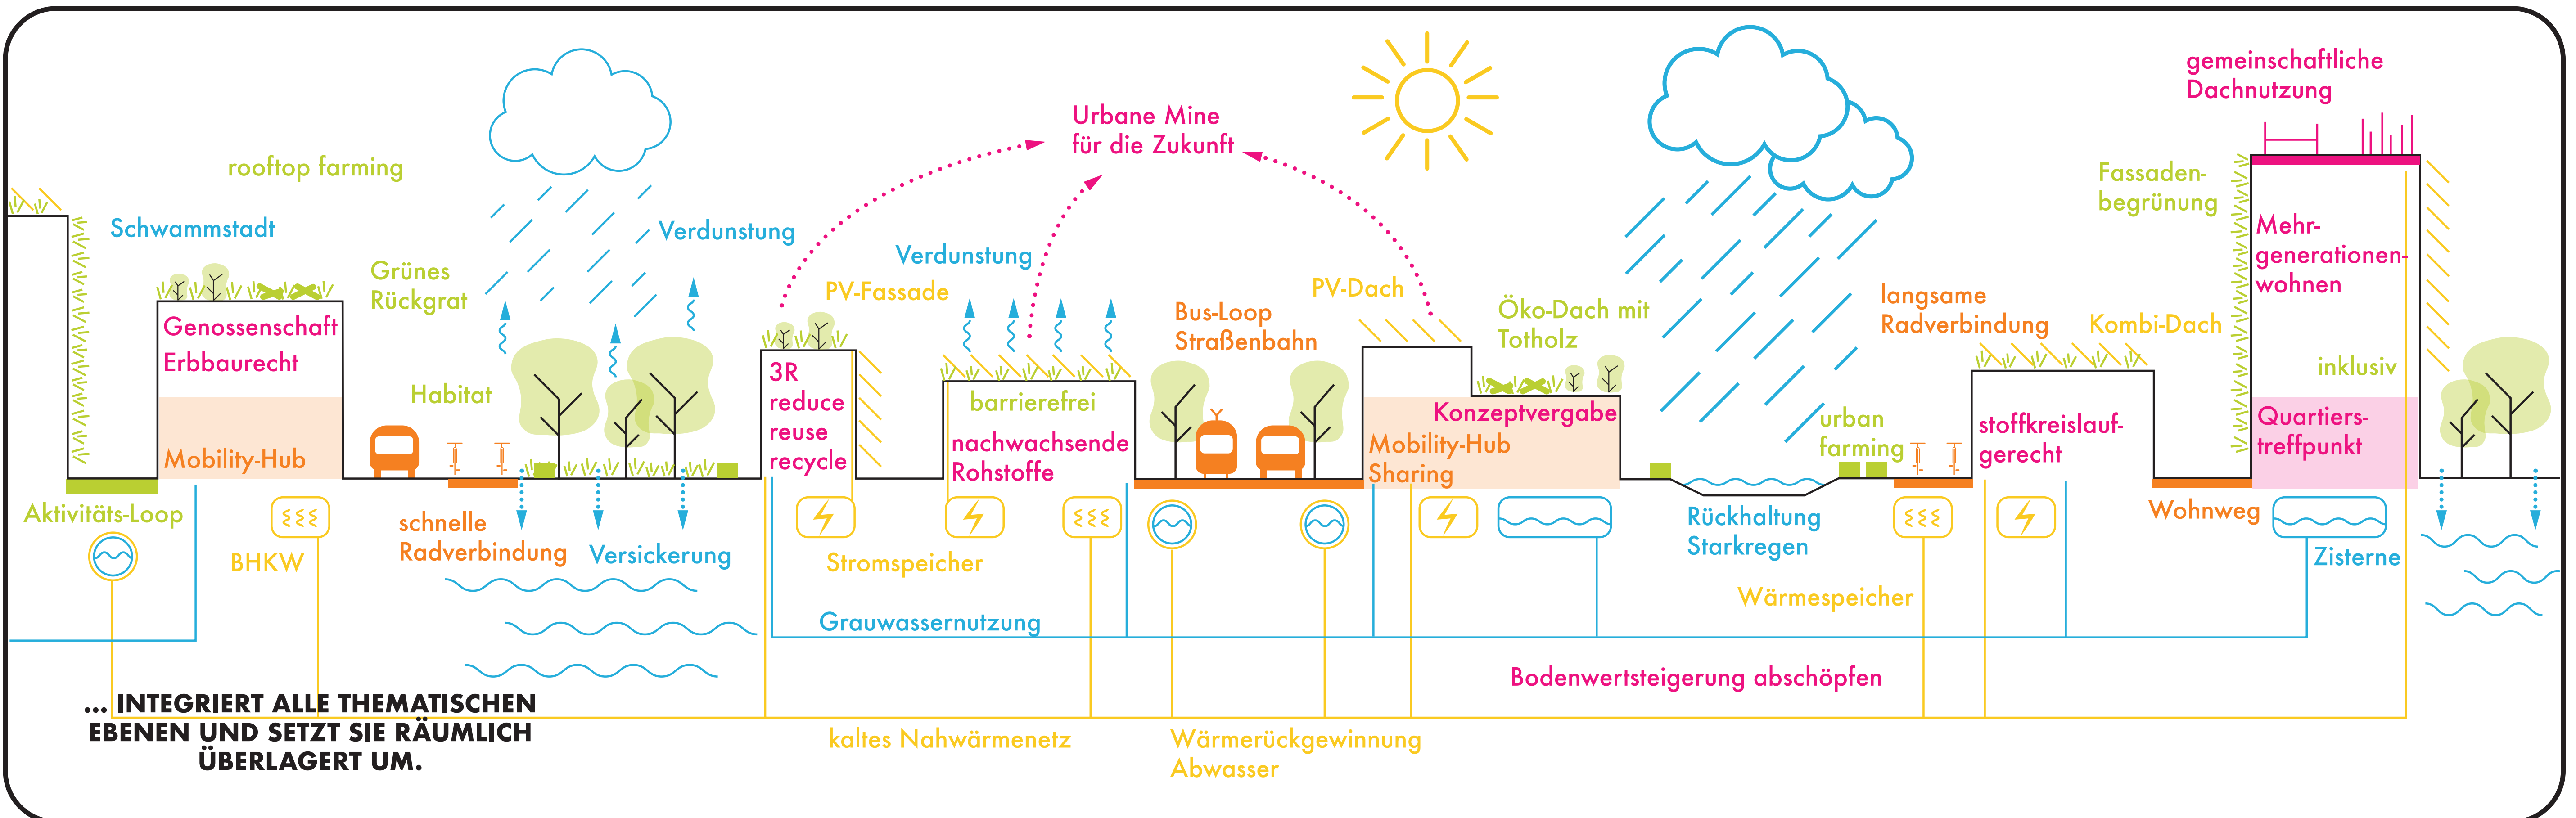 gemeinschaftliche
Dachnutzung
Urbane Mine
für die Zukunft
rooftop farming
Fassaden-
begrünung
Schwammstadt
Verdunstung
Mehr-
generationen-
wohnen
Verdunstung
Grünes
Rückgrat
PV-Fassade
PV-Dach
Öko-Dach mit
Totholz
langsame
Radverbindung
Kombi-Dach
Bus-Loop
Straßenbahn
Genossenschaft
Erbbaurecht
3R
reduce
reuse
recycle
inklusiv
Habitat
barrierefrei
nachwachsende
Rohstoffe
Konzeptvergabe
Mobility-Hub
Sharing
urban
farming
stoffkreislauf-
gerecht
Quartiers-
treffpunkt
Mobility-Hub
Aktivitäts-Loop
schnelle
Radverbindung
Rückhaltung
Starkregen
Wohnweg
BHKW
Versickerung
Stromspeicher
Zisterne
Wärmespeicher
Grauwassernutzung
Bodenwertsteigerung abschöpfen
... INTEGRIERT ALLE THEMATISCHEN
EBENEN UND SETZT SIE RÄUMLICH
ÜBERLAGERT UM.
kaltes Nahwärmenetz
Wärmerückgewinnung
Abwasser